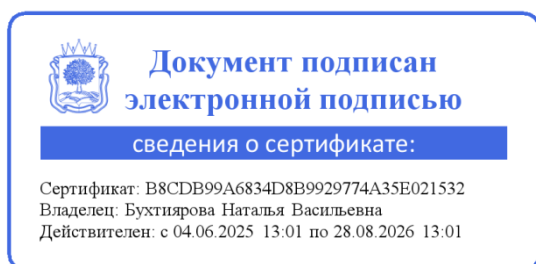 Документ подписан
электронной подписью
сведения о сертификате:
Сертификат: B8CDB99A6834D8B9929774A35E021532
Владелец: Бухтиярова Наталья Васильевна
Действителен: с 04.06.2025 13:01 по 28.08.2026 13:01